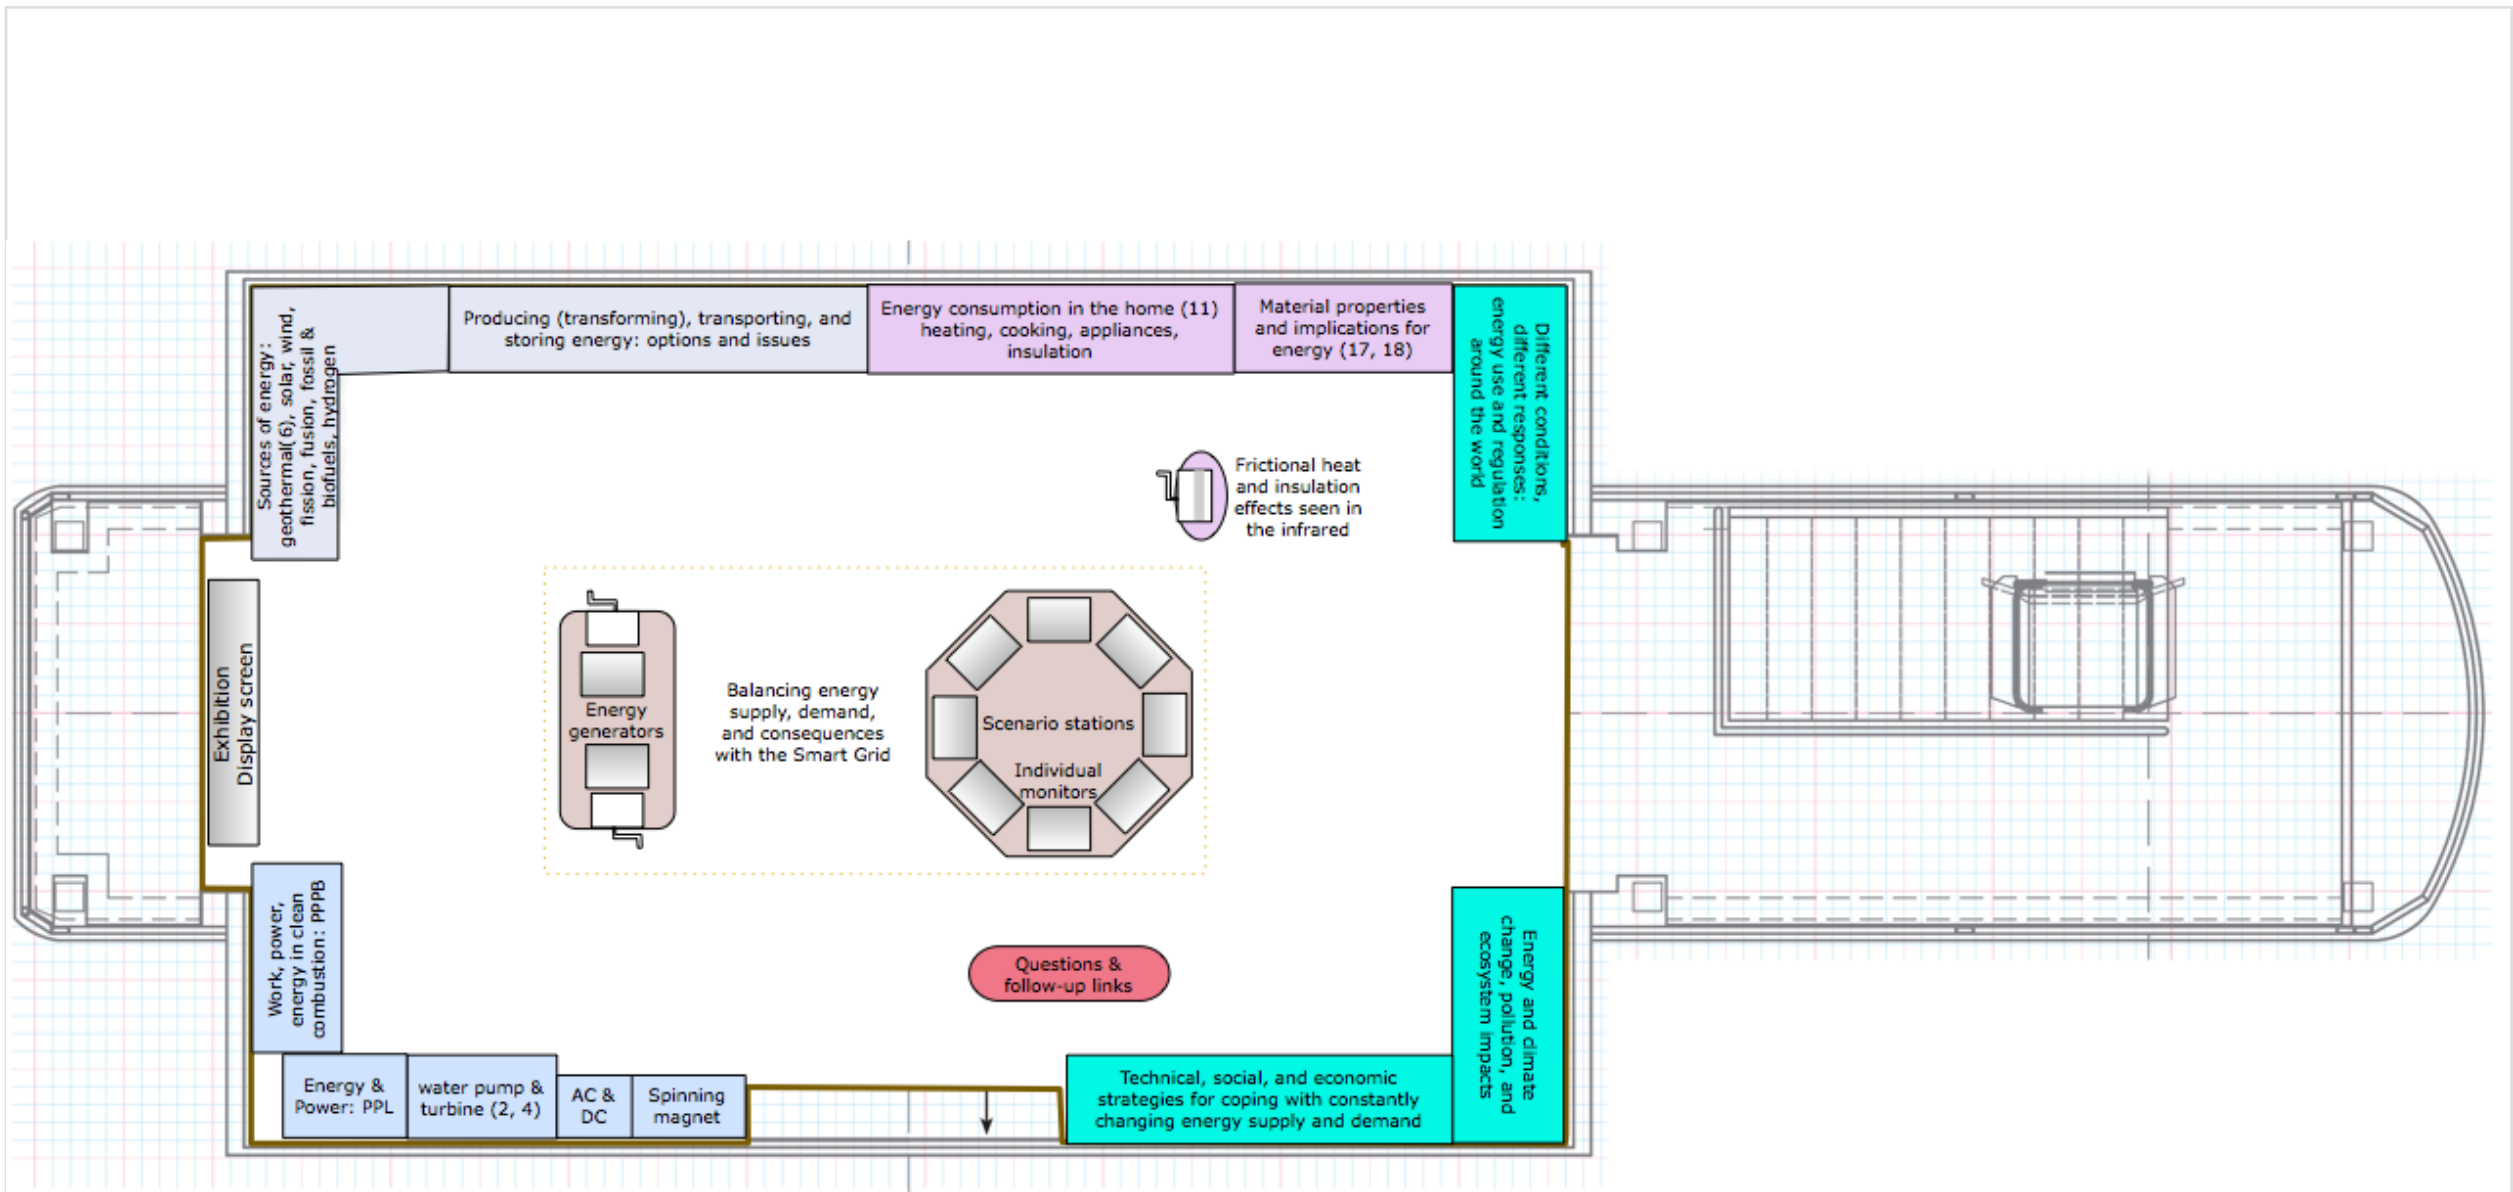 Sources of energy:
geothermal(6), solar, wind,
fission, fusion, fossil &
biofuels, hydrogen
Producing (transforming), transporting, and
storing energy: options and issues
Energy consumption in the home (11)
heating, cooking, appliances,
insulation
Material properties
and implications for
energy (17, 18)
Different conditions,
different responses:
energy use and regulation
around the world
Frictional heat
and insulation
effects seen in
the infrared
Exhibition
Display screen
Energy
generators
Balancing energy
supply, demand,
and consequences
with the Smart Grid
Scenario stations
Individual
monitors
Work, power,
energy in clean
combustion: PPPB
Questions &
follow-up links
Energy and climate
change, pollution, and
ecosystem impacts
Energy &
Power: PPL
water pump &
turbine (2, 4)
AC &
DC
Spinning
magnet
Technical, social, and economic
strategies for coping with constantly
changing energy supply and demand